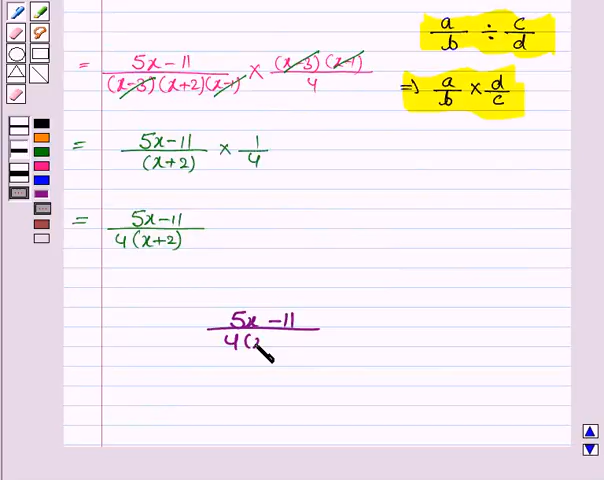 a/b ÷ c/d
= (5x-11)/((x-3)(x+2)(x-1)) × ((x-3)(x-1))/4
=) a/b × d/c
= (5x-11)/((x+2)) × 1/4
= (5x-11)/(4(x+2))
(5x-11)/(4(